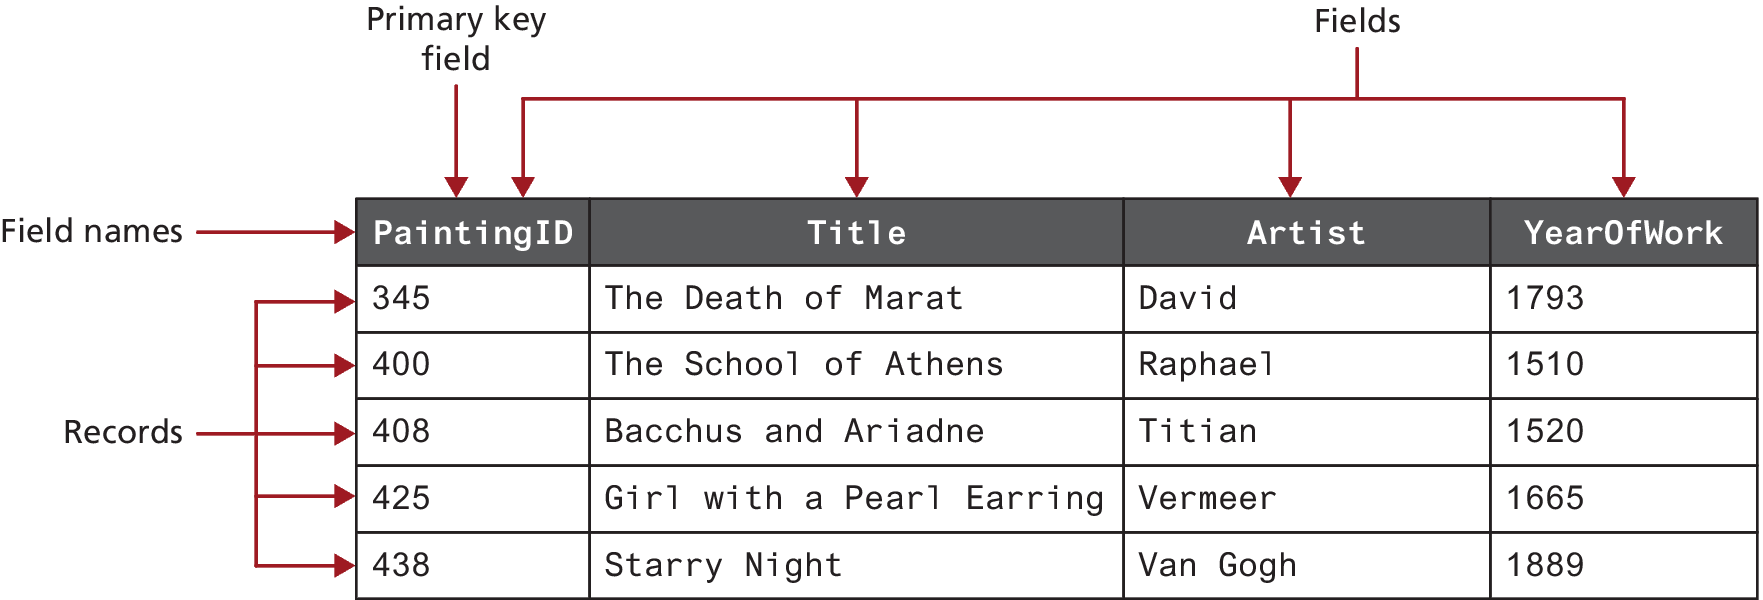 Primary key
field
Fields
Field names
PaintingID Title Artist YearOfWork
345 The Death of Marat David 1793
400 The School of Athens Raphael 1510
Records
408 Bacchus and Ariadne Titian 1520
425 Girl with a Pearl Earring Vermeer 1665
438 Starry Night Van Gogh 1889